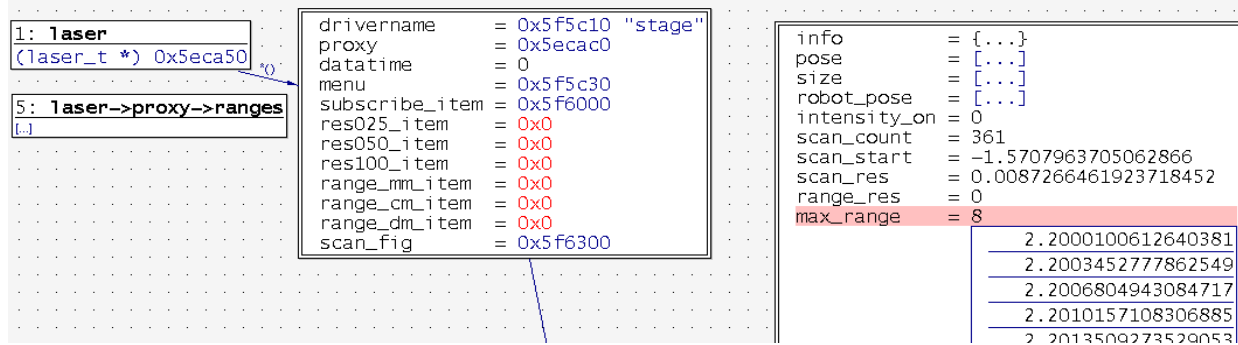 1: laser
(laser_t *) 0x5eca50
*()
5: laser->proxy->ranges
[...]
drivername = 0x5f5c10 "stage"
proxy = 0x5ecac0
datatime = 0
menu = 0x5f5c30
subscribe_item = 0x5f6000
res025_item = 0x0
res050_item = 0x0
res100_item = 0x0
range_mm_item = 0x0
range_cm_item = 0x0
range_dm_item = 0x0
scan_fig = 0x5f6300
info = {...}
pose = [...]
size = [...]
robot_pose = [...]
intensity_on = 0
scan_count = 361
scan_start = -1.5707963705062866
scan_res = 0.0087266461923718452
range_res = 0
max_range = 8
2.2000100612640381
2.2003452777862549
2.2006804943084717
2.2010157108306885
2.2013509273529053